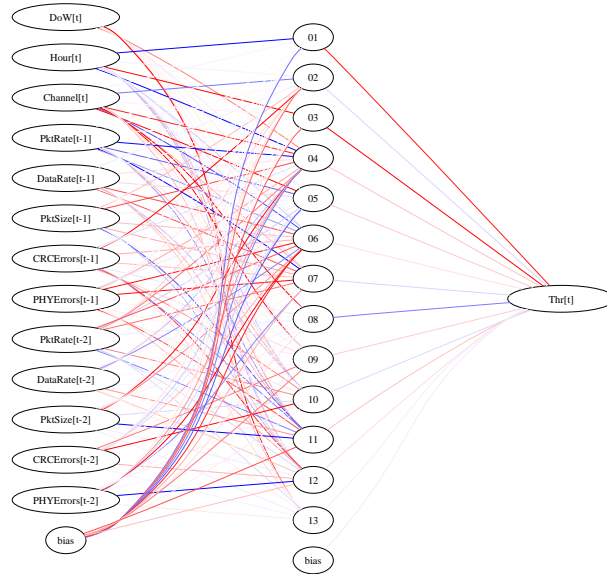 DoW[t]
Hour[t]
Channel[t]
PktRate[t-1]
DataRate[t-1]
PktSize[t-1]
CRCErrors[t-1]
PHYErrors[t-1]
PktRate[t-2]
DataRate[t-2]
PktSize[t-2]
CRCErrors[t-2]
PHYErrors[t-2]
bias
01
02
03
04
05
06
07
08
09
10
11
12
13
bias
Thr[t]